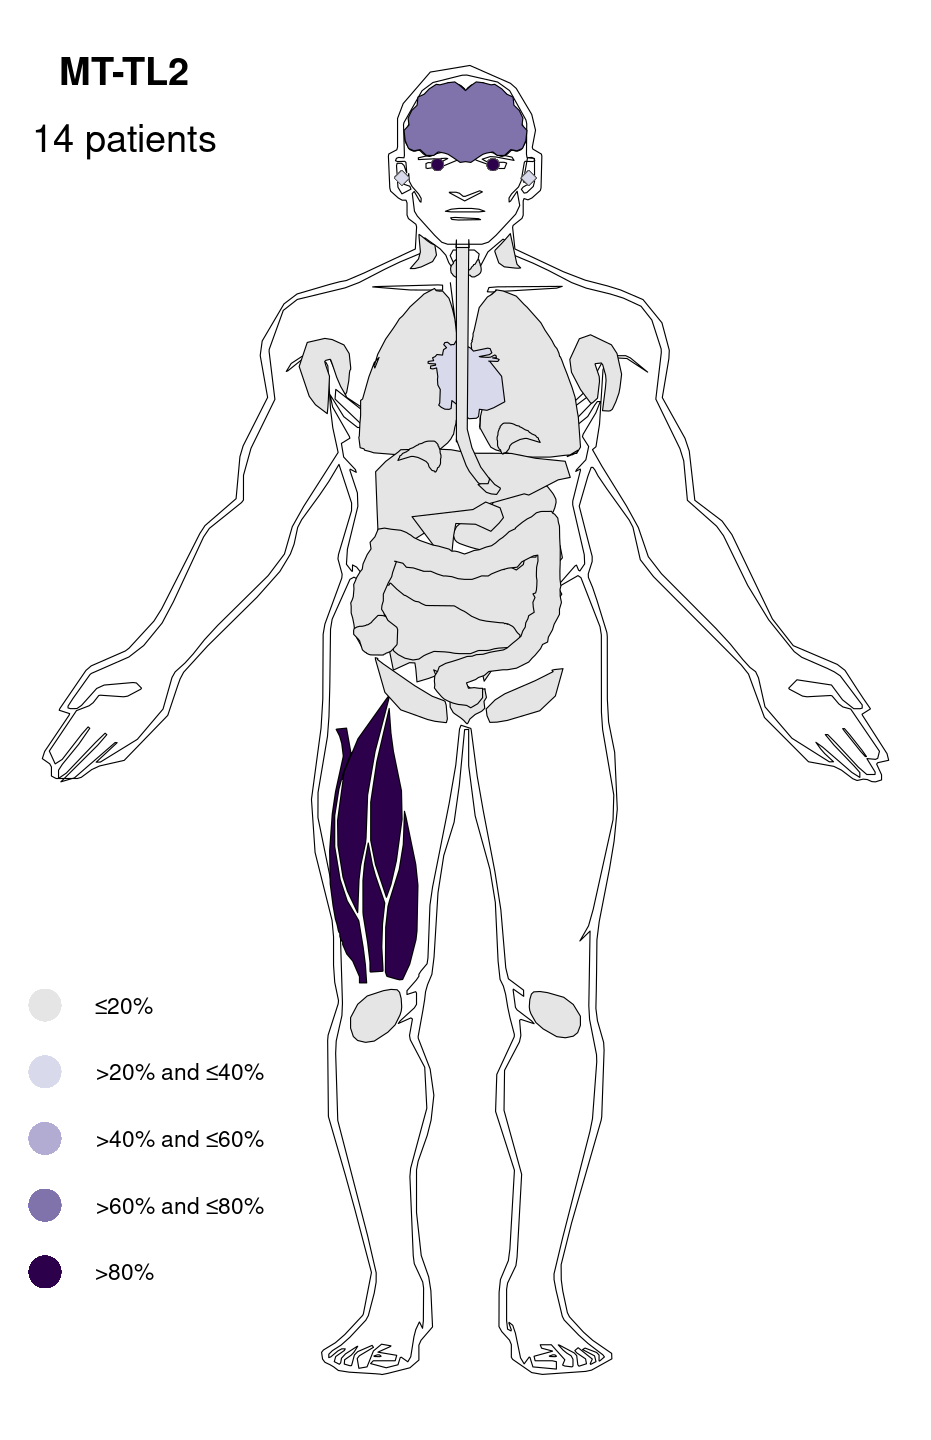 MT-TL2
14 patients
≤20%
>20% and ≤40%
>40% and ≤60%
>60% and ≤80%
>80%